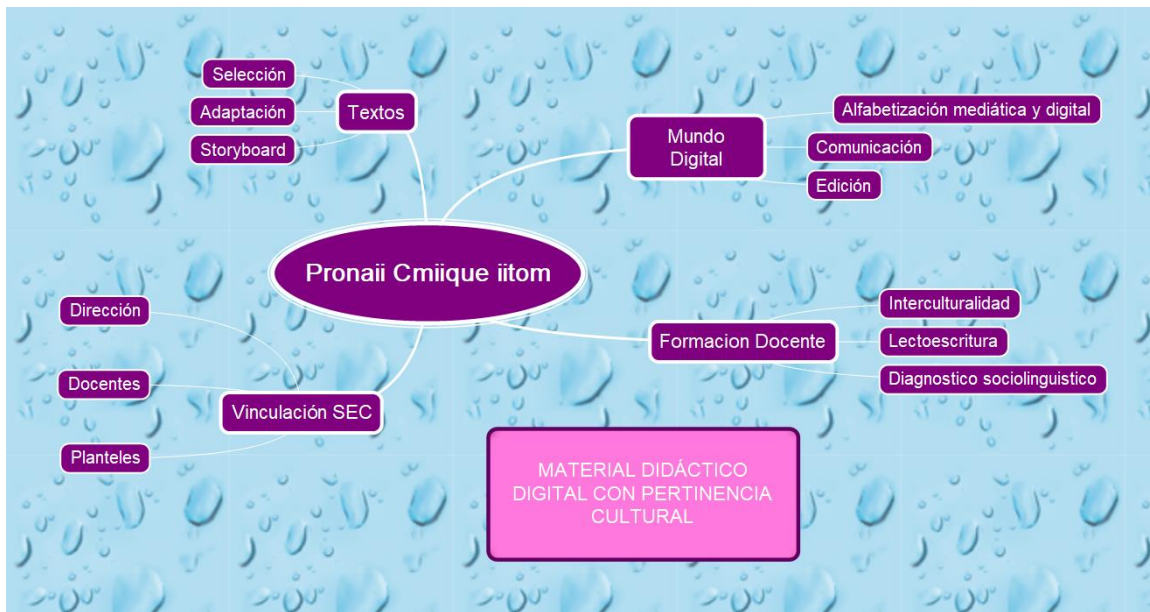 Selección
Adaptación
Storyboard
Textos
Mundo
Digital
Alfabetización mediática y digital
Comunicación
Edición
Pronaii Cmiique iitom
Dirección
Docentes
Planteles
Vinculación SEC
Formacion Docente
Interculturalidad
Lectoescritura
Diagnostico sociolinguistico
MATERIAL DIDÁCTICO
DIGITAL CON PERTINENCIA
CULTURAL